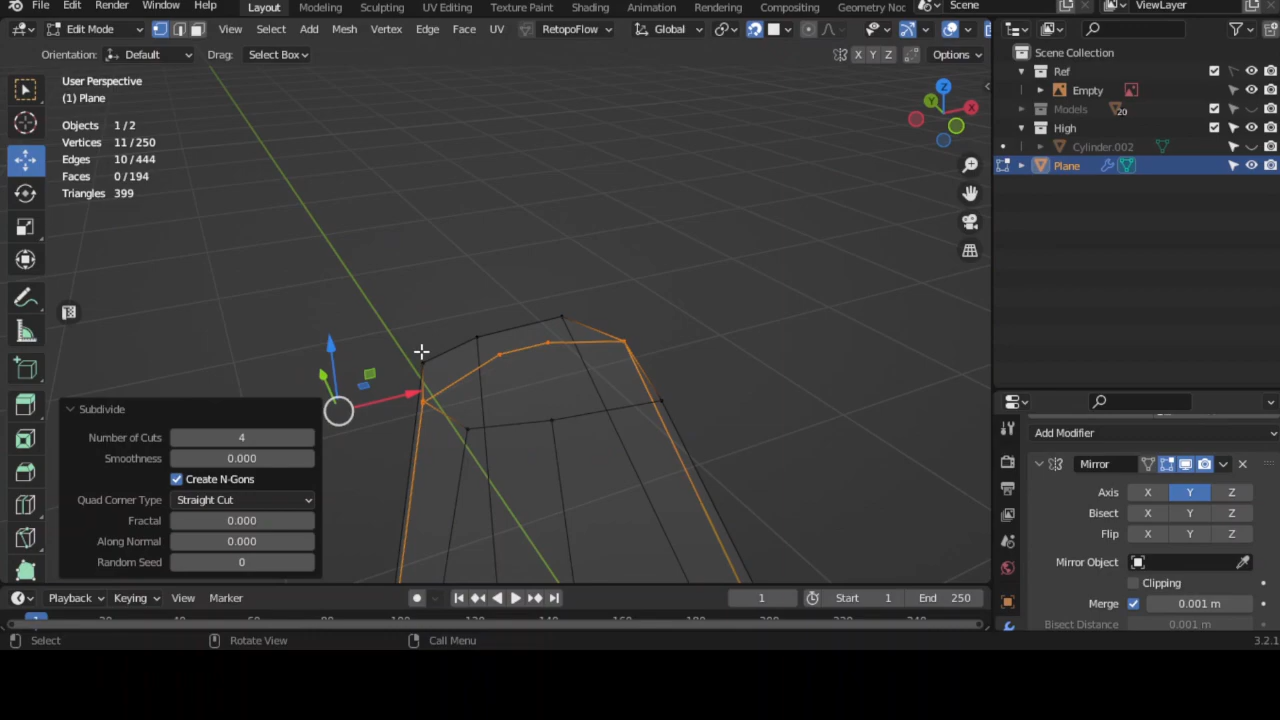 File Edit Render Window Help Layout Modeling Sculpting UV Editing Texture Paint Shading Animation Rendering Compositing Geometry Noc Scene ViewLayer
Edit Mode View Select Add Mesh Vertex Edge Face UV RetopoFlow Global
Orientation: Default Drag: Select Box X Y Z Options
User Perspective
(1) Plane
Objects 1/2
Vertices 11/250
Edges 10/444
Faces 0/194
Triangles 399
Z
Y
X
Subdivide
Number of Cuts 4
Smoothness 0.000
Create N-Gons
Quad Corner Type Straight Cut
Fractal 0.000
Along Normal 0.000
Random Seed 0
Scene Collection
Ref
Empty
Models 20
High
Cylinder.002
Plane
Add Modifier
Mirror
Axis X Y Z
Bisect X Y Z
Flip X Y Z
Mirror Object
Clipping
Merge 0.001 m
Bisect Distance 0.001 m
Playback Keying View Marker 1 Start 1 End 250
Select Rotate View Call Menu 3.2.1